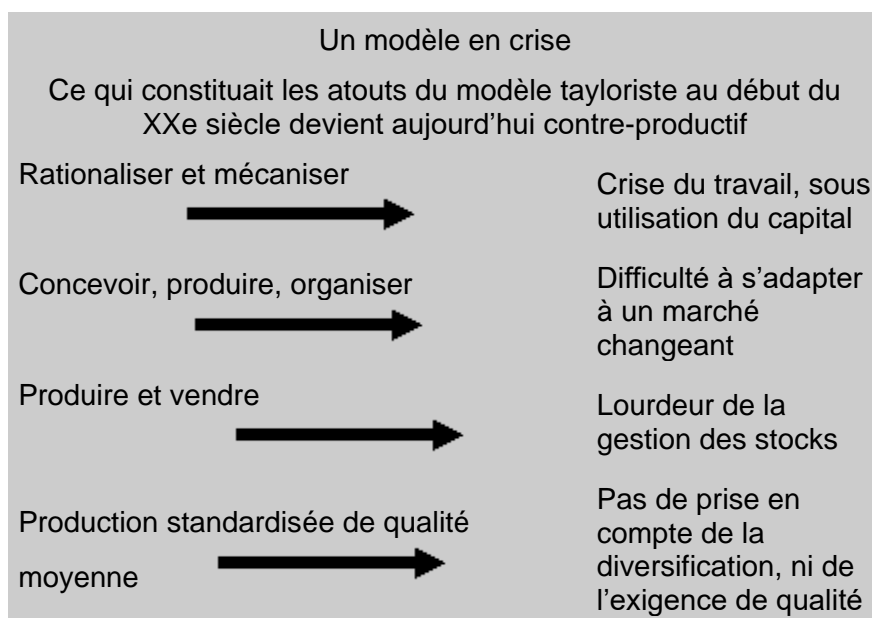 Un modèle en crise
Ce qui constituait les atouts du modèle tayloriste au début du
XXe siècle devient aujourd’hui contre-productif
Rationaliser et mécaniser
Crise du travail, sous
utilisation du capital
Concevoir, produire, organiser
Difficulté à s’adapter
à un marché
changeant
Produire et vendre
Lourdeur de la
gestion des stocks
Production standardisée de qualité
moyenne
Pas de prise en
compte de la
diversification, ni de
l’exigence de qualité